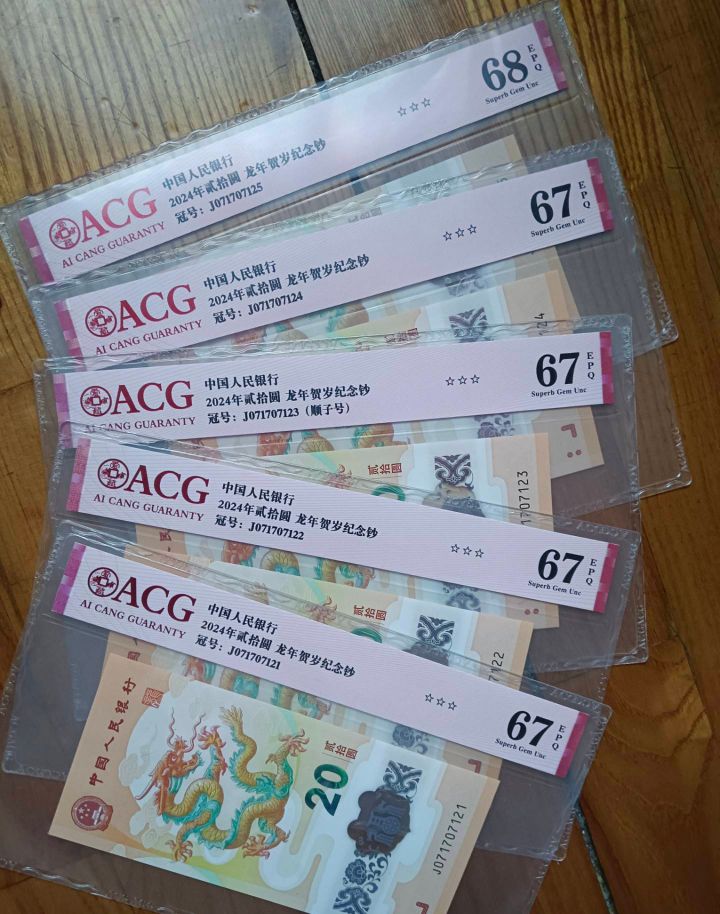 ACG
AI CANG GUARANTY
中国人民银行
2024年贰拾圆 龙年贺岁纪念钞
冠号：J071707125
☆☆☆
68
EPQ
Superb Gem Unc
ACG
AI CANG GUARANTY
中国人民银行
2024年贰拾圆 龙年贺岁纪念钞
冠号：J071707124
☆☆☆
67
EPQ
Superb Gem Unc
24
ACG
CANG GUARANTY
中国人民银行
2024年贰拾圆 龙年贺岁纪念钞
冠号：J071707123（顺子号）
☆☆☆
67
EPQ
Superb Gem Unc
贰拾圆
1707123
ACG
AI CANG GUARANTY
中国人民银行
2024年贰拾圆 龙年贺岁纪念钞
冠号：J071707122
☆☆☆
67
EPQ
Superb Gem Unc
贰拾圆
7122
ACG
AI CANG GUARANTY
中国人民银行
2024年贰拾圆 龙年贺岁纪念钞
冠号：J071707121
☆☆☆
67
EPQ
Superb Gem Unc
中国人民银行
贰拾圆
20
J071707121